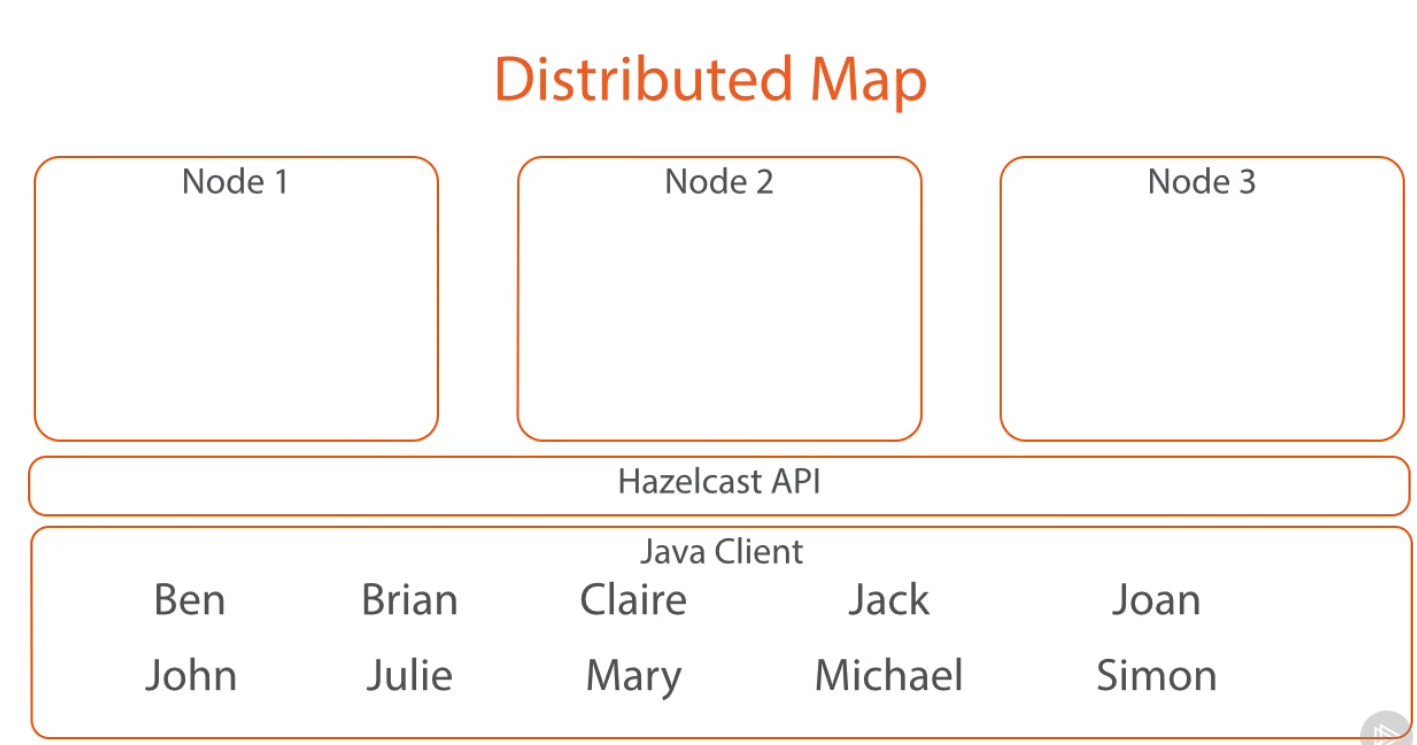 Distributed Map
Node 1 Node 2 Node 3
Hazelcast API
Java Client
Ben Brian Claire Jack Joan
John Julie Mary Michael Simon